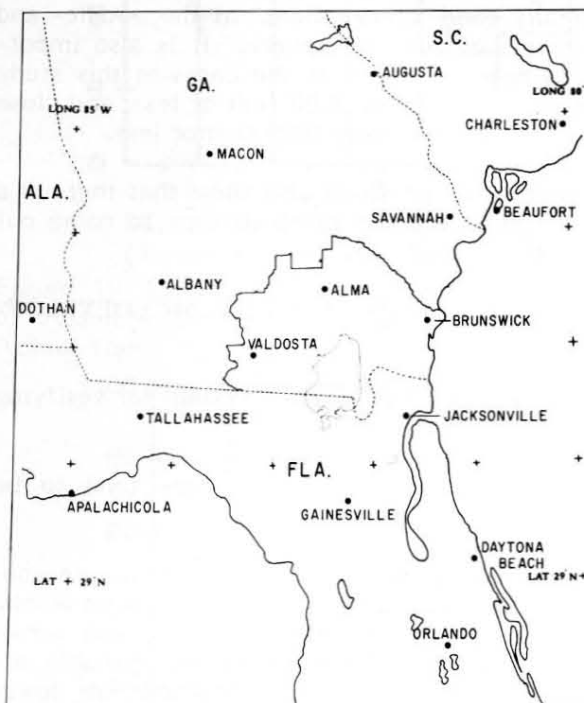 S.C.
GA.
AUGUSTA
LONG 85°W
LONG 80°
CHARLESTON
MACON
ALA.
SAVANNAH
BEAUFORT
ALBANY
ALMA
DOTHAN
BRUNSWICK
VALDOSTA
TALLAHASSEE
JACKSONVILLE
FLA.
APALACHICOLA
GAINESVILLE
DAYTONA
BEACH
LAT + 29°N
LAT 29°N +
ORLANDO